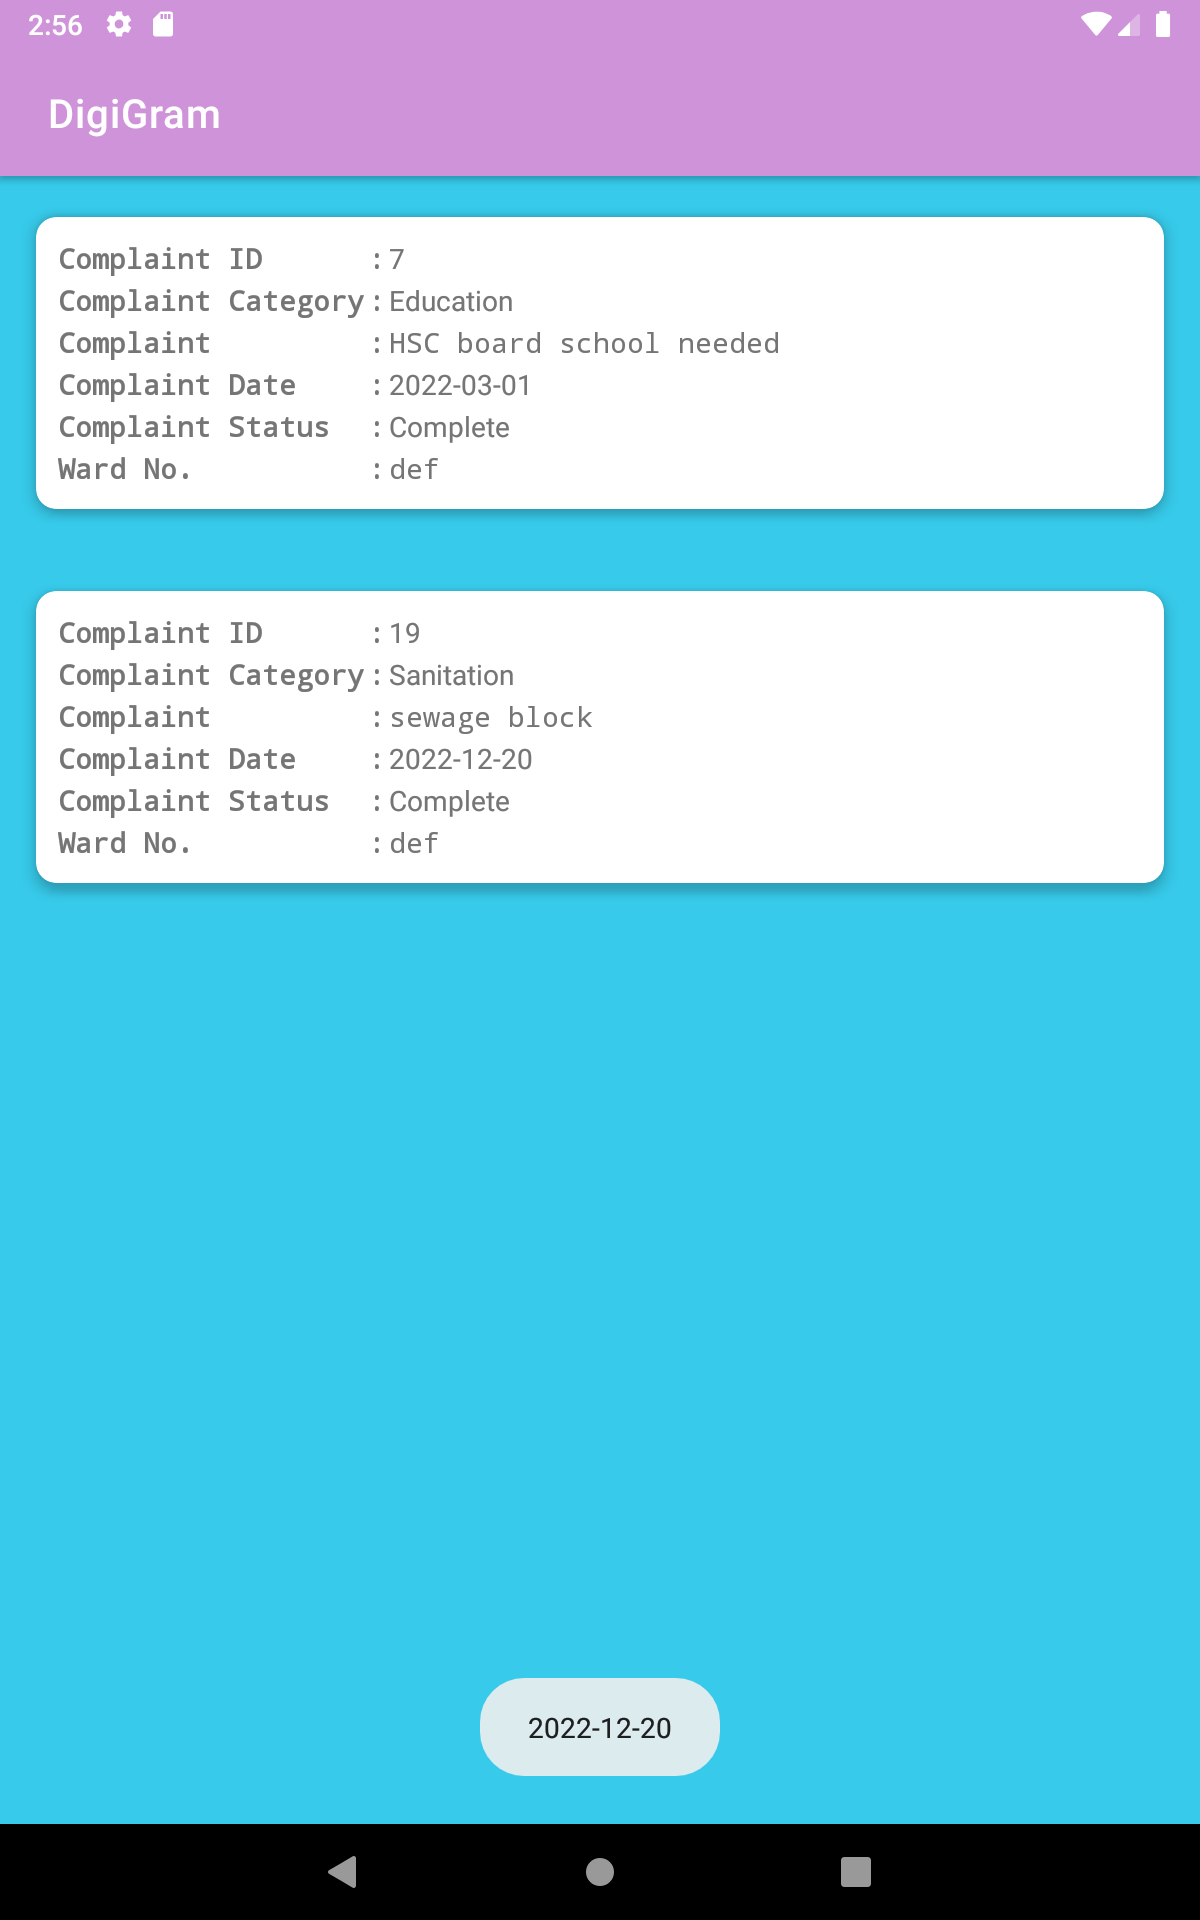 2:56
DigiGram
Complaint ID : 7
Complaint Category : Education
Complaint : HSC board school needed
Complaint Date : 2022-03-01
Complaint Status : Complete
Ward No. : def
Complaint ID : 19
Complaint Category : Sanitation
Complaint : sewage block
Complaint Date : 2022-12-20
Complaint Status : Complete
Ward No. : def
2022-12-20